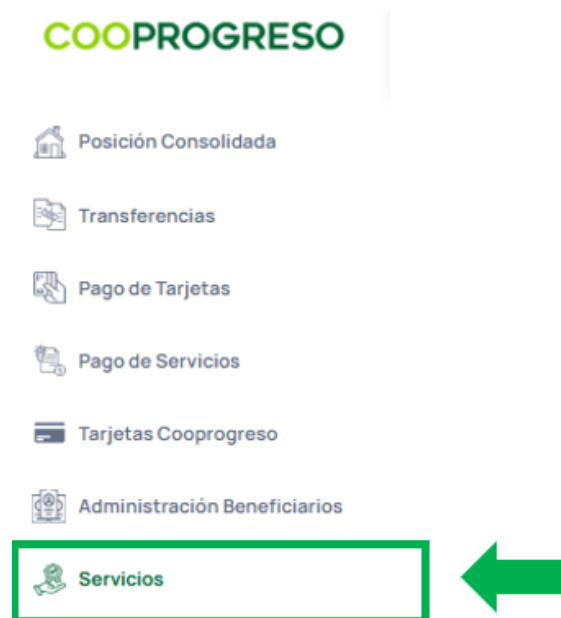 COOPROGRESO
Posición Consolidada
Transferencias
Pago de Tarjetas
Pago de Servicios
Tarjetas Cooprogreso
Administración Beneficiarios
Servicios